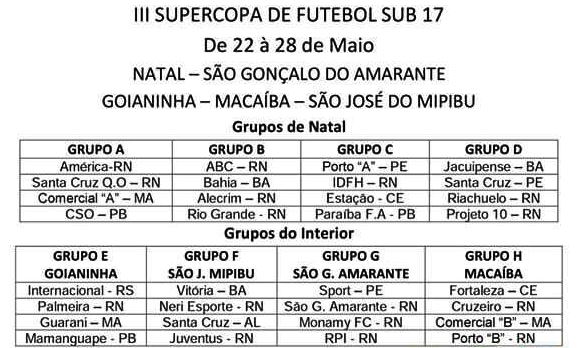 III SUPERCOPA DE FUTEBOL SUB 17
De 22 à 28 de Maio
NATAL – SÃO GONÇALO DO AMARANTE
GOIANINHA – MACAÍBA – SÃO JOSÉ DO MIPIBU
Grupos de Natal
GRUPO A GRUPO B GRUPO C GRUPO D
América-RN ABC – RN Porto "A" – PE Jacuipense – BA
Santa Cruz Q.O – RN Bahia – BA IDFH – RN Santa Cruz – PE
Comercial "A" – MA Alecrim – RN Estação - CE Riachuelo – RN
CSO – PB Rio Grande - RN Paraíba F.A - PB Projeto 10 – RN
Grupos do Interior
GRUPO E GRUPO F GRUPO G GRUPO H
GOIANINHA SÃO J. MIPIBU SÃO G. AMARANTE MACAÍBA
Internacional - RS Vitória – BA Sport – PE Fortaleza – CE
Palmeira – RN Neri Esporte - RN São G. Amarante - RN Cruzeiro – RN
Guarani – MA Santa Cruz – AL Monamy FC - RN Comercial "B" – MA
Mamanguape - PB Juventus - RN RPI - RN Porto "B" - RN